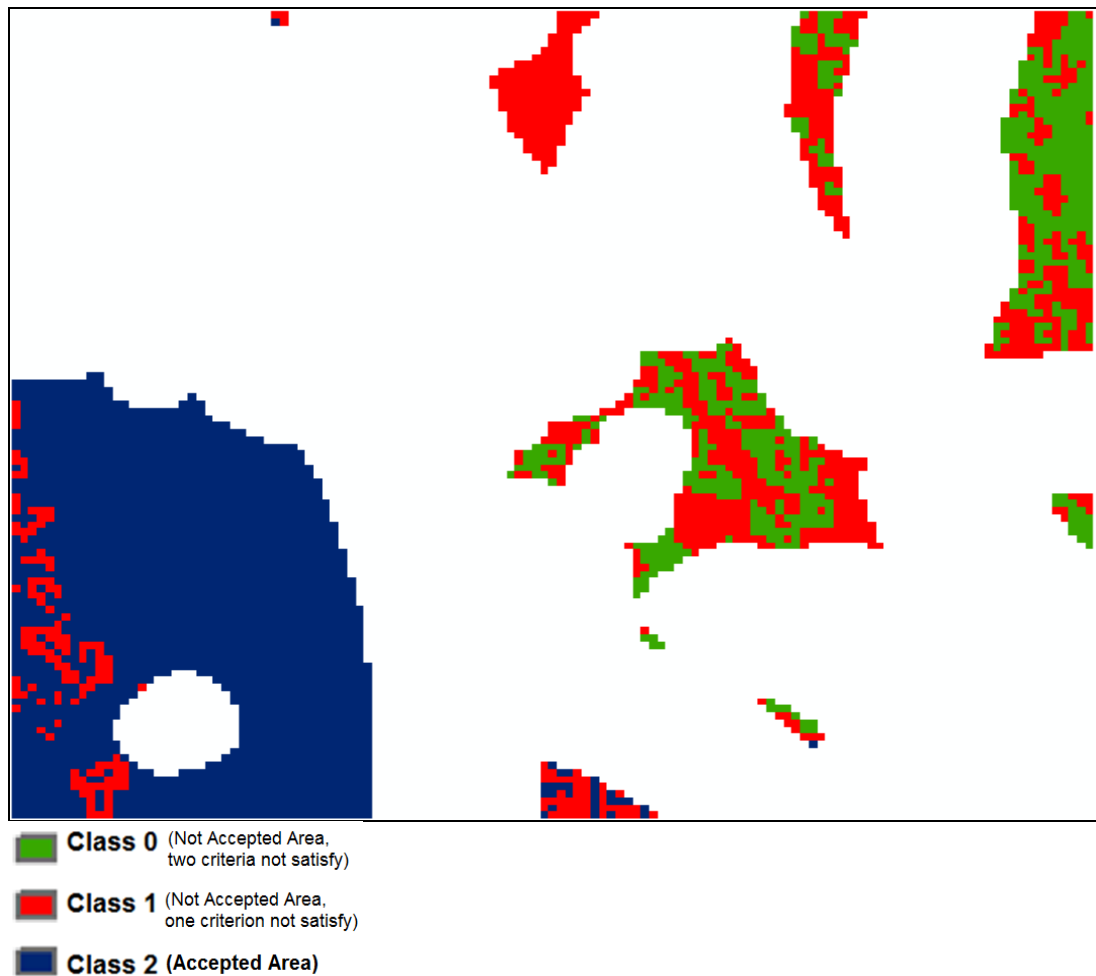 Class 0 (Not Accepted Area,
two criteria not satisfy)
Class 1 (Not Accepted Area,
one criterion not satisfy)
Class 2 (Accepted Area)